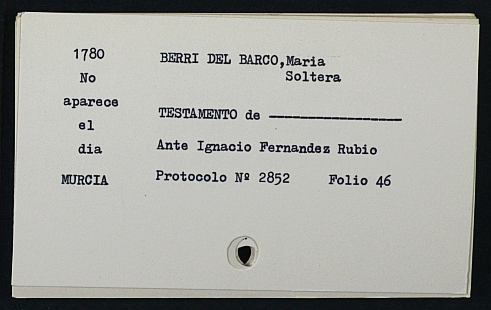 1780
No
aparece
el
dia
MURCIA
BERRI DEL BARCO,Maria
Soltera
TESTAMENTO de -----------------
Ante Ignacio Fernandez Rubio
Protocolo Nº 2852 Folio 46